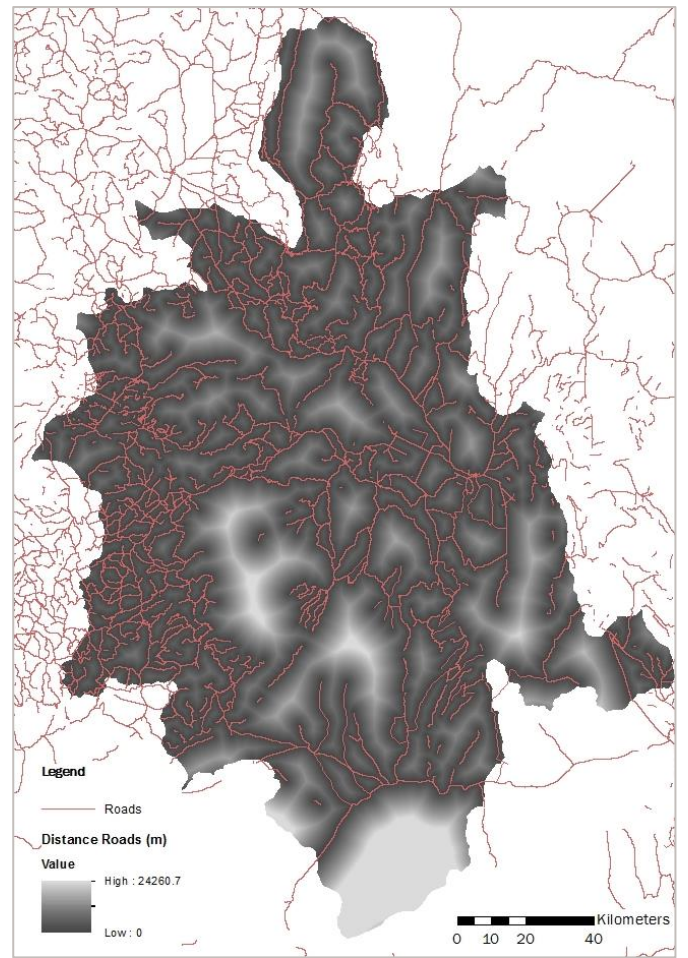 Legend
Roads
Distance Roads (m)
Value
High : 24260.7
Low : 0
Kilometers
0 10 20 40